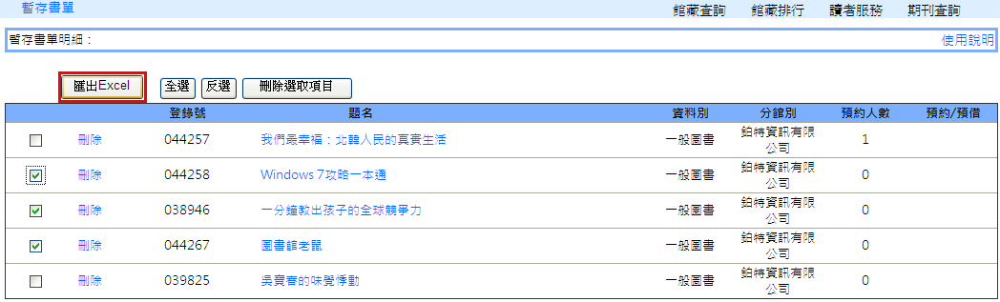 暫存書單
館藏查詢 館藏排行 讀者服務 期刊查詢
暫存書單明細： 使用說明
匯出Excel 全選 反選 刪除選取項目
登錄號 題名 資料別 分館別 預約人數 預約/預借
刪除 044257 我們最幸福：北韓人民的真實生活 一般圖書 鉑特資訊有限公司 1
刪除 044258 Windows 7攻略一本通 一般圖書 鉑特資訊有限公司 0
刪除 038946 一分鐘教出孩子的全球競爭力 一般圖書 鉑特資訊有限公司 0
刪除 044267 圖書館老鼠 一般圖書 鉑特資訊有限公司 0
刪除 039825 吳寶春的味覺悸動 一般圖書 鉑特資訊有限公司 0